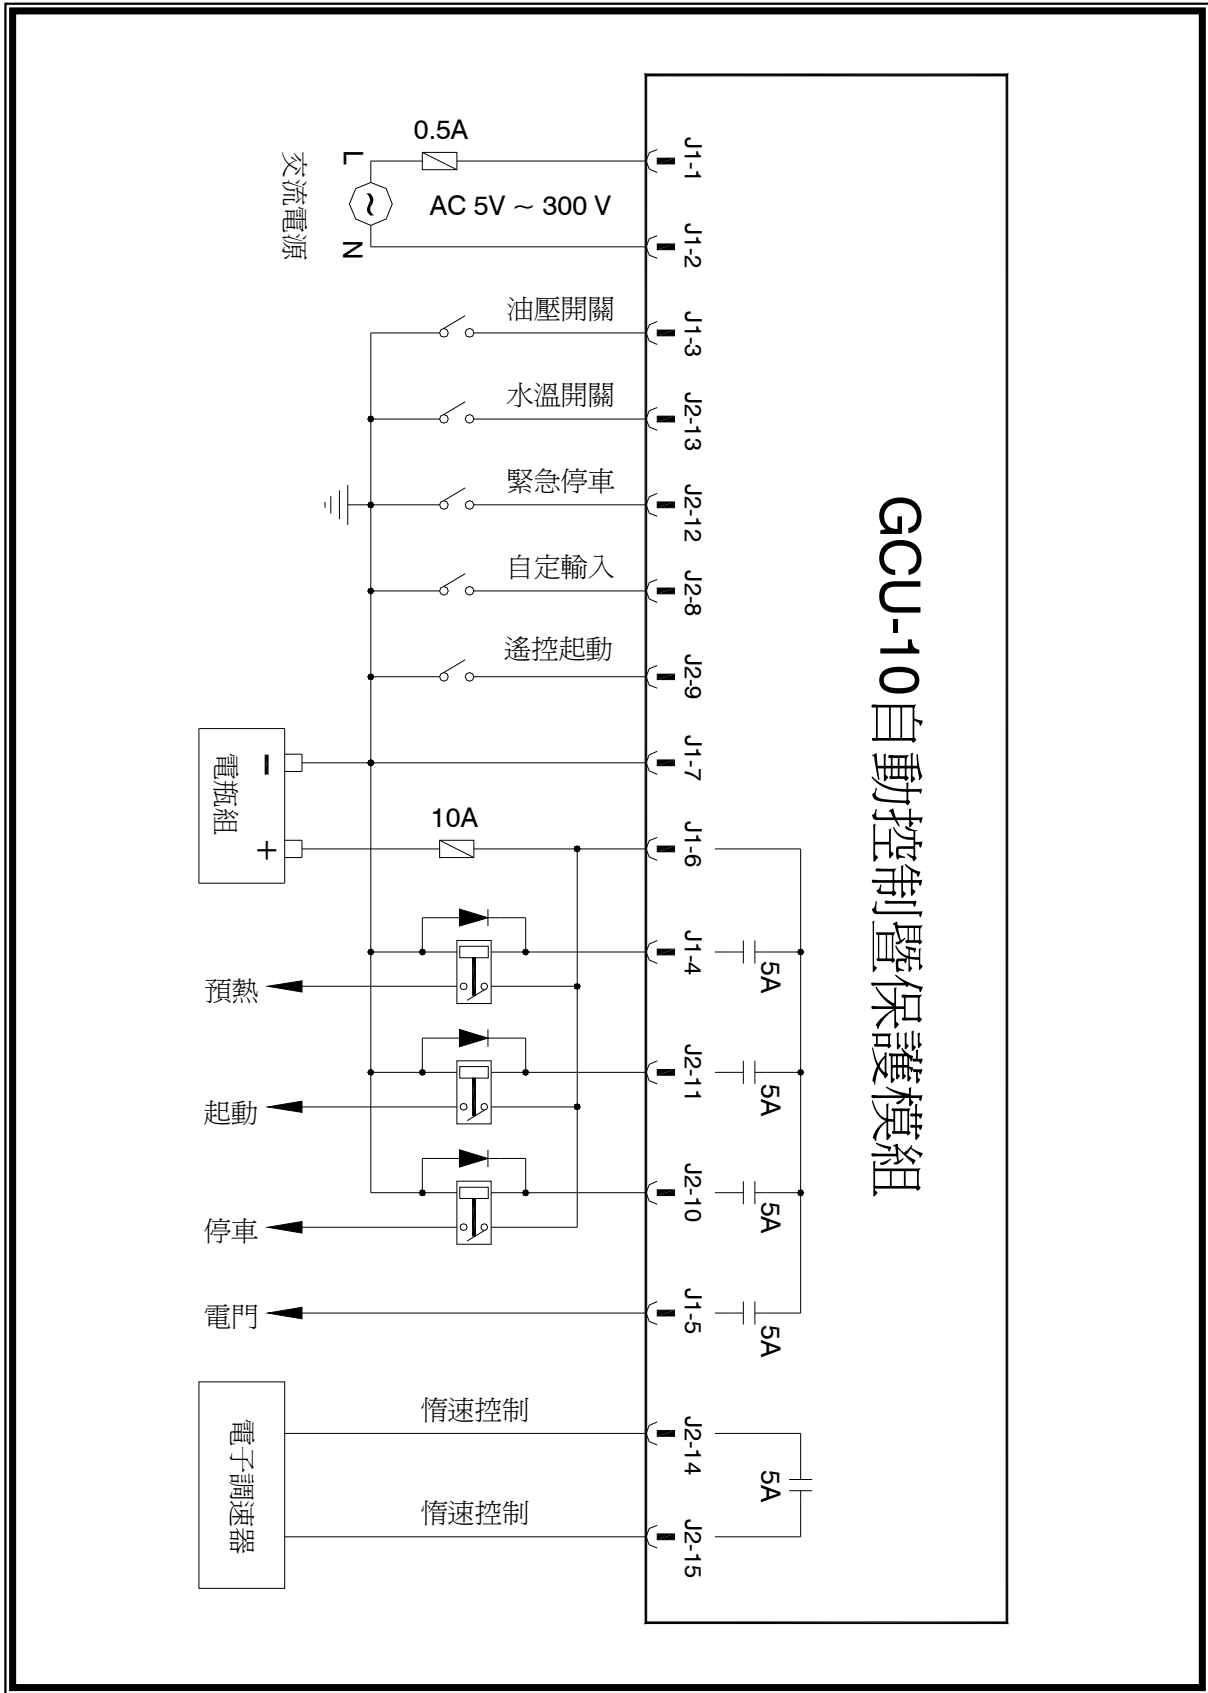 GCU-10 自動控制暨保護模組
0.5A
J1-1
L
AC 5V ~ 300 V
交流電源
N
J1-2
油壓開關
J1-3
水溫開關
J2-13
緊急停車
J2-12
自定輸入
J2-8
遙控起動
J2-9
J1-7
−
電瓶組
+
10A
J1-6
J1-4
5A
預熱
J2-11
5A
起動
J2-10
5A
停車
J1-5
5A
電門
惰速控制
J2-14
5A
電子調速器
惰速控制
J2-15